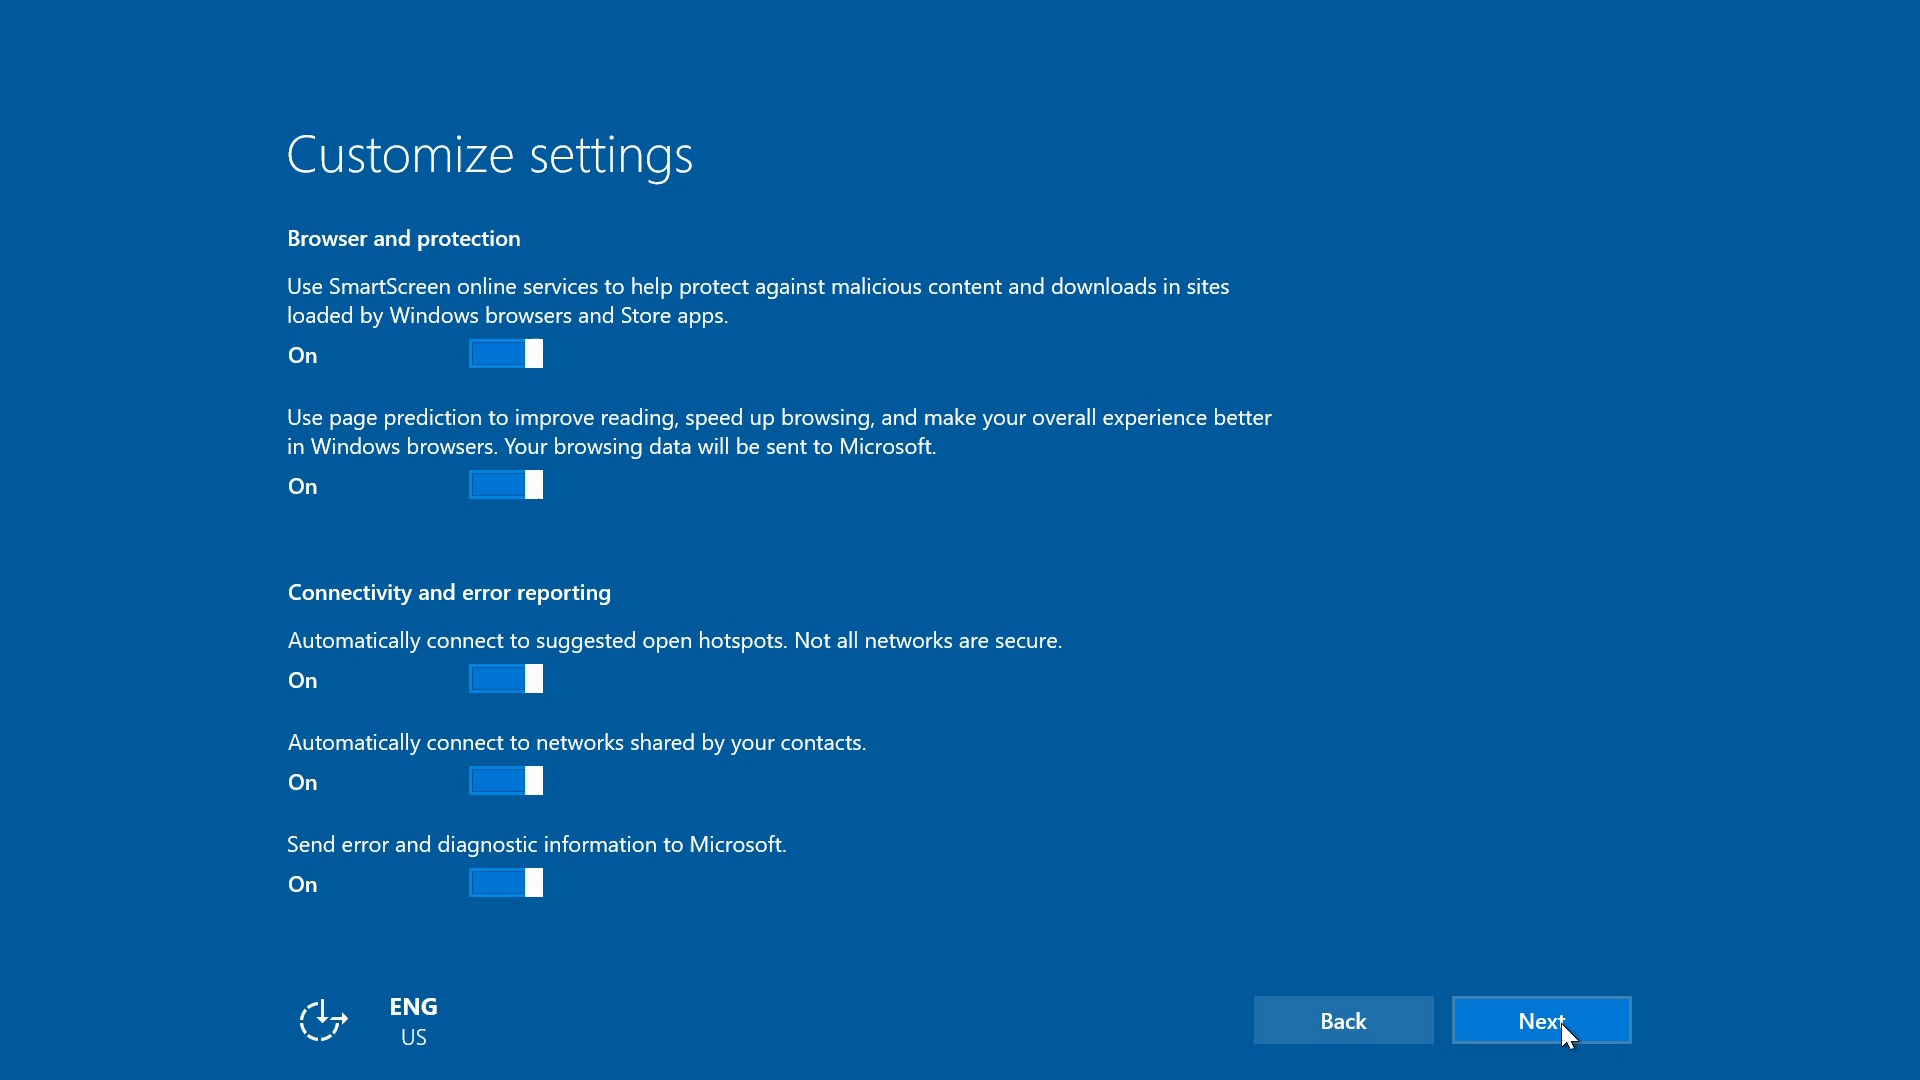 Customize settings
Browser and protection
Use SmartScreen online services to help protect against malicious content and downloads in sites
loaded by Windows browsers and Store apps.
On
Use page prediction to improve reading, speed up browsing, and make your overall experience better
in Windows browsers. Your browsing data will be sent to Microsoft.
On
Connectivity and error reporting
Automatically connect to suggested open hotspots. Not all networks are secure.
On
Automatically connect to networks shared by your contacts.
On
Send error and diagnostic information to Microsoft.
On
ENG
US
Back
Next